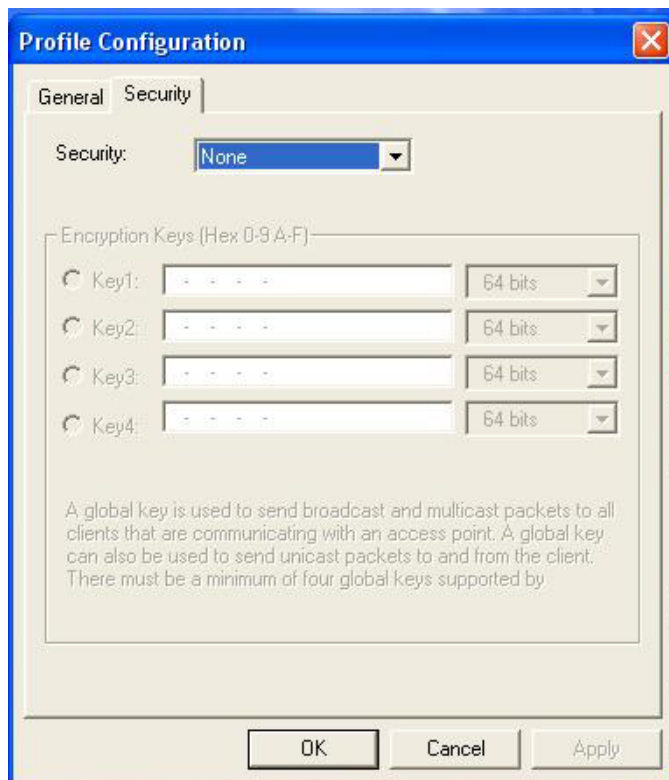 Profile Configuration
General Security
Security: None
Encryption Keys (Hex 0-9 A-F)
Key1: - - - - 64 bits
Key2: - - - - 64 bits
Key3: - - - - 64 bits
Key4: - - - - 64 bits
A global key is used to send broadcast and multicast packets to all
clients that are communicating with an access point. A global key
can also be used to send unicast packets to and from the client.
There must be a minimum of four global keys supported by
OK Cancel Apply